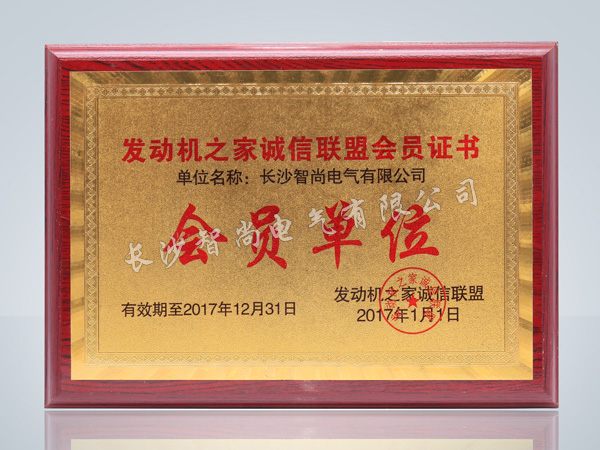 发动机之家诚信联盟会员证书
单位名称：长沙智尚电气有限公司
会员单位
长沙智尚电气有限公司
有效期至2017年12月31日
发动机之家诚信联盟
2017年1月1日